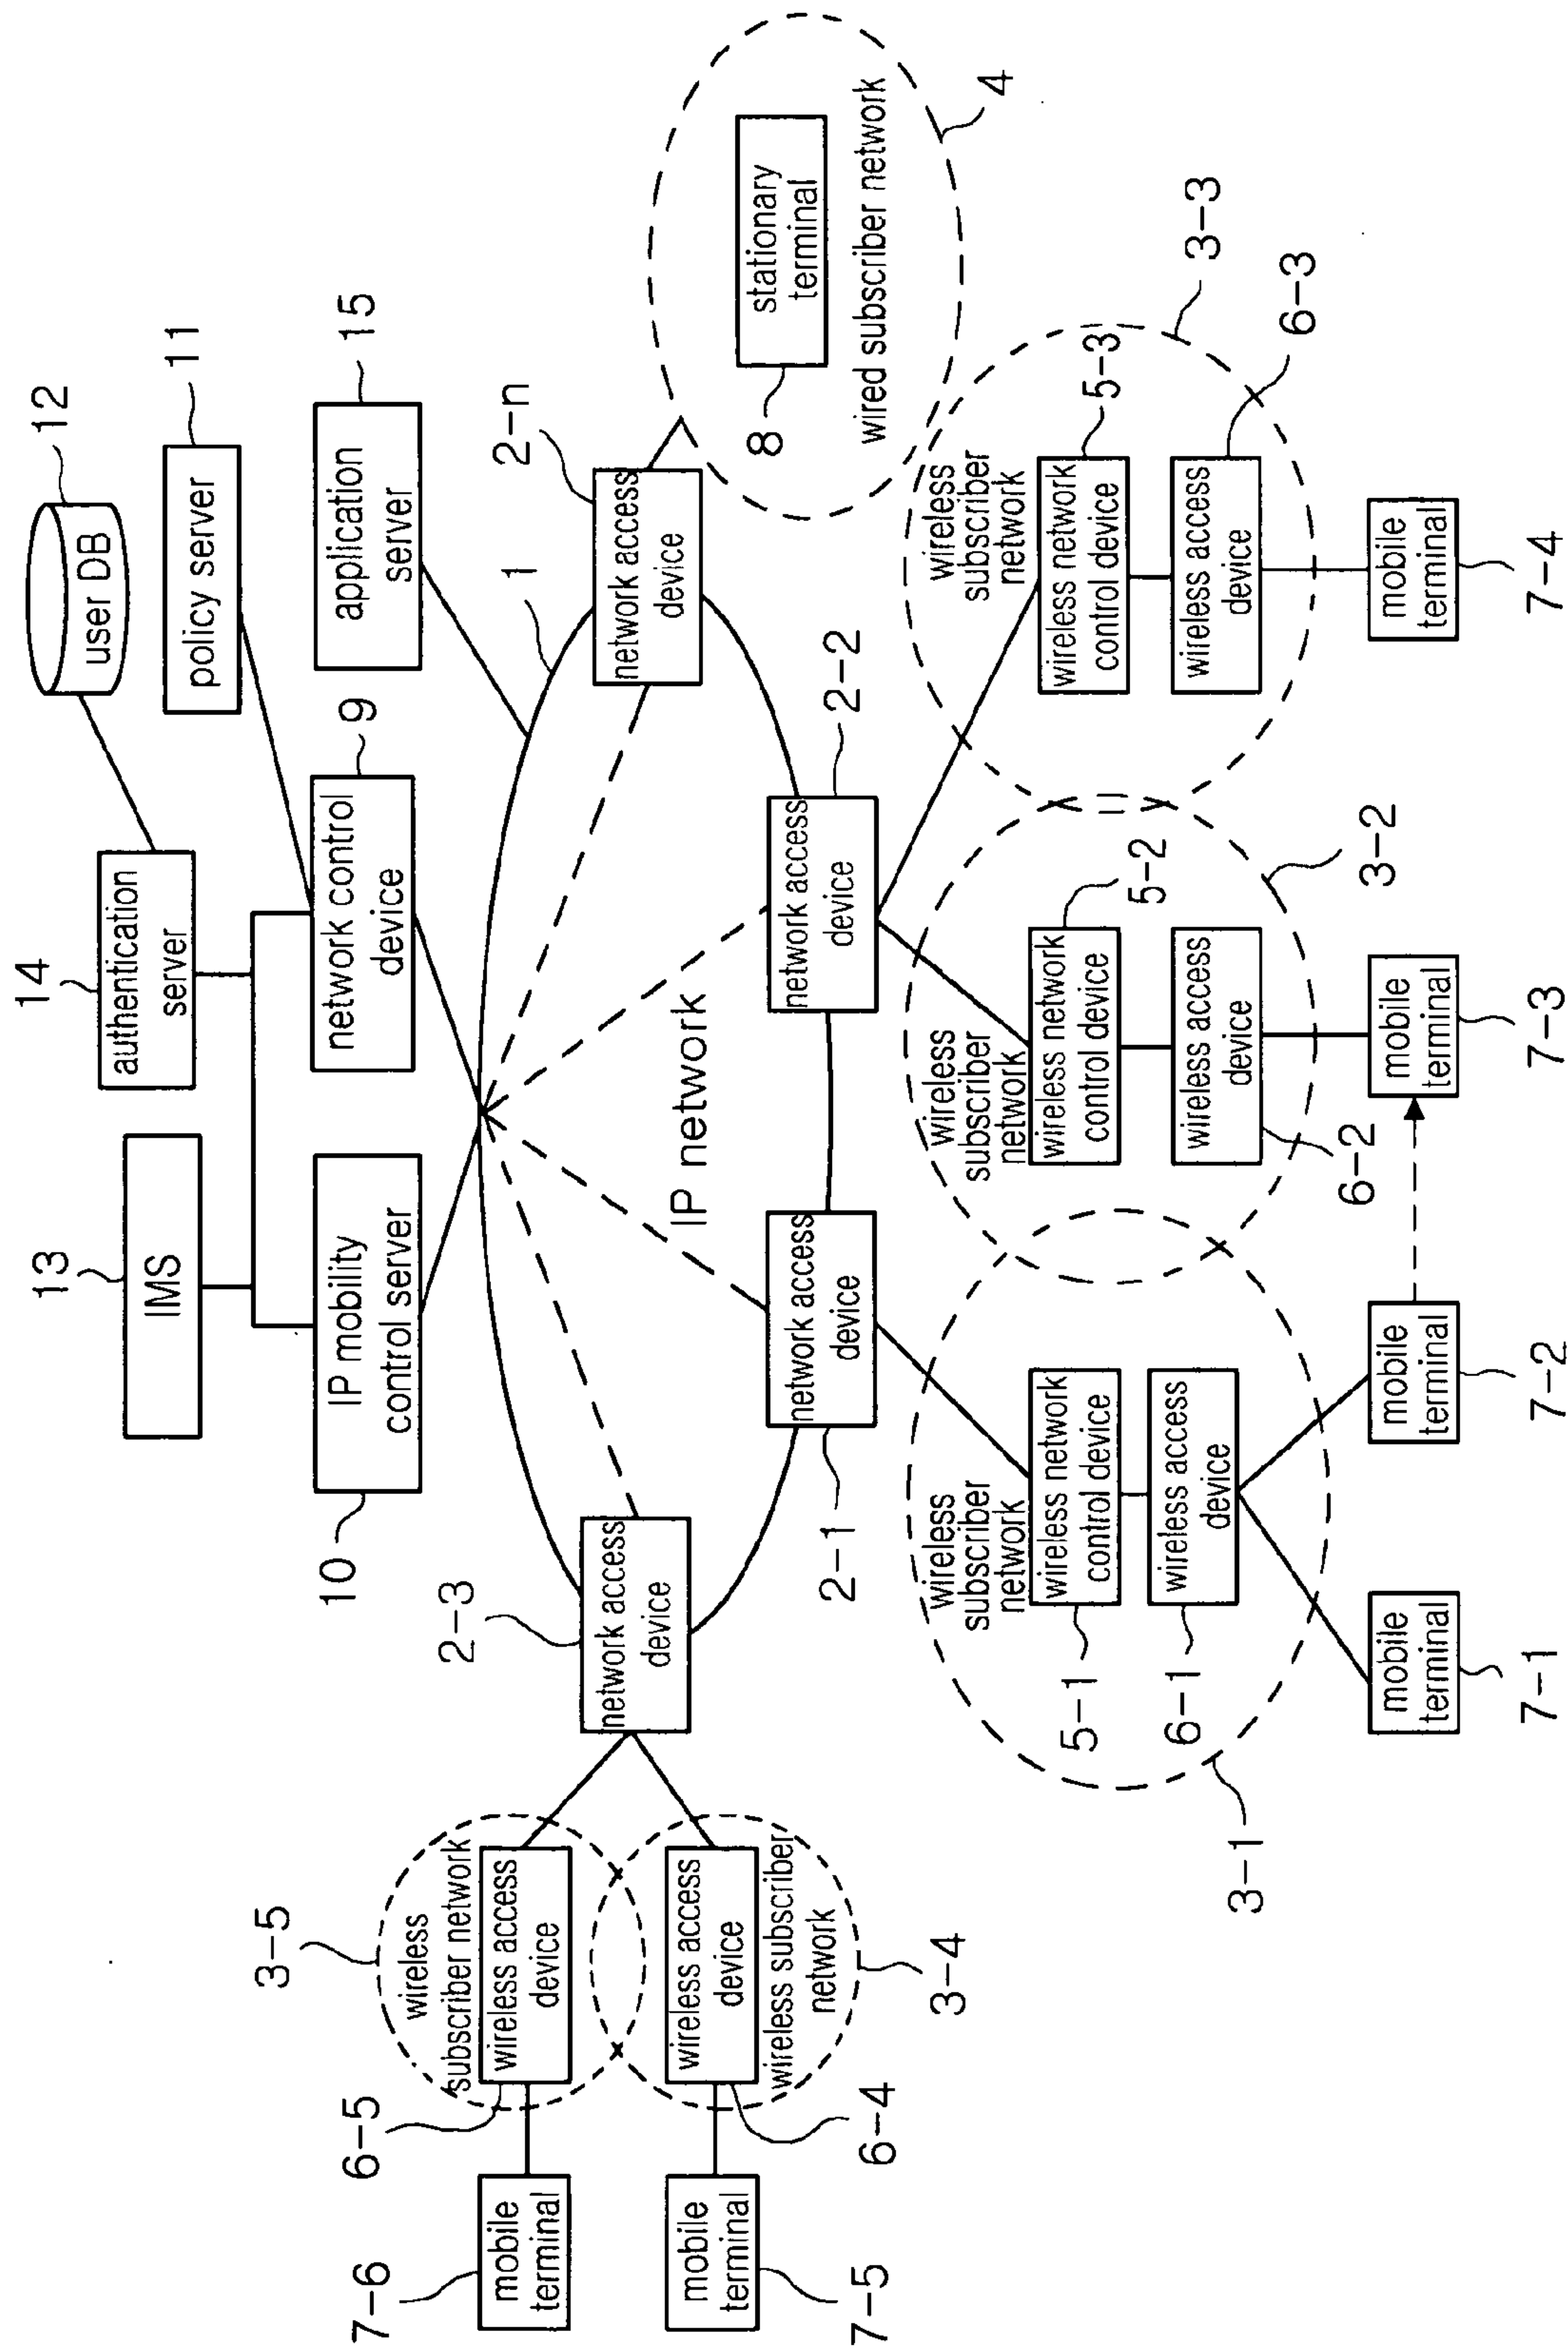 13
IMS
14
authentication
server
12
user DB
11
policy server
10
IP mobility
control server
9
network control
device
15
application
server
1
3-5
wireless
subscriber network
wireless access
device
6-5
7-6
mobile
terminal
wireless access
device
wireless subscriber
network
3-4
6-4
7-5
mobile
terminal
2-3
network access
device
IP network
2-n
network access
device
stationary
terminal
8
wired subscriber network
4
2-1
network access
device
2-2
network access
device
wireless
subscriber
network
wireless network
control device
5-1
wireless access
device
6-1
3-1
wireless
subscriber
network
wireless network
control device
5-2
wireless access
device
6-2
3-2
wireless
subscriber
network
wireless network
control device
5-3
wireless access
device
6-3
3-3
mobile
terminal
7-1
mobile
terminal
7-2
mobile
terminal
7-3
mobile
terminal
7-4